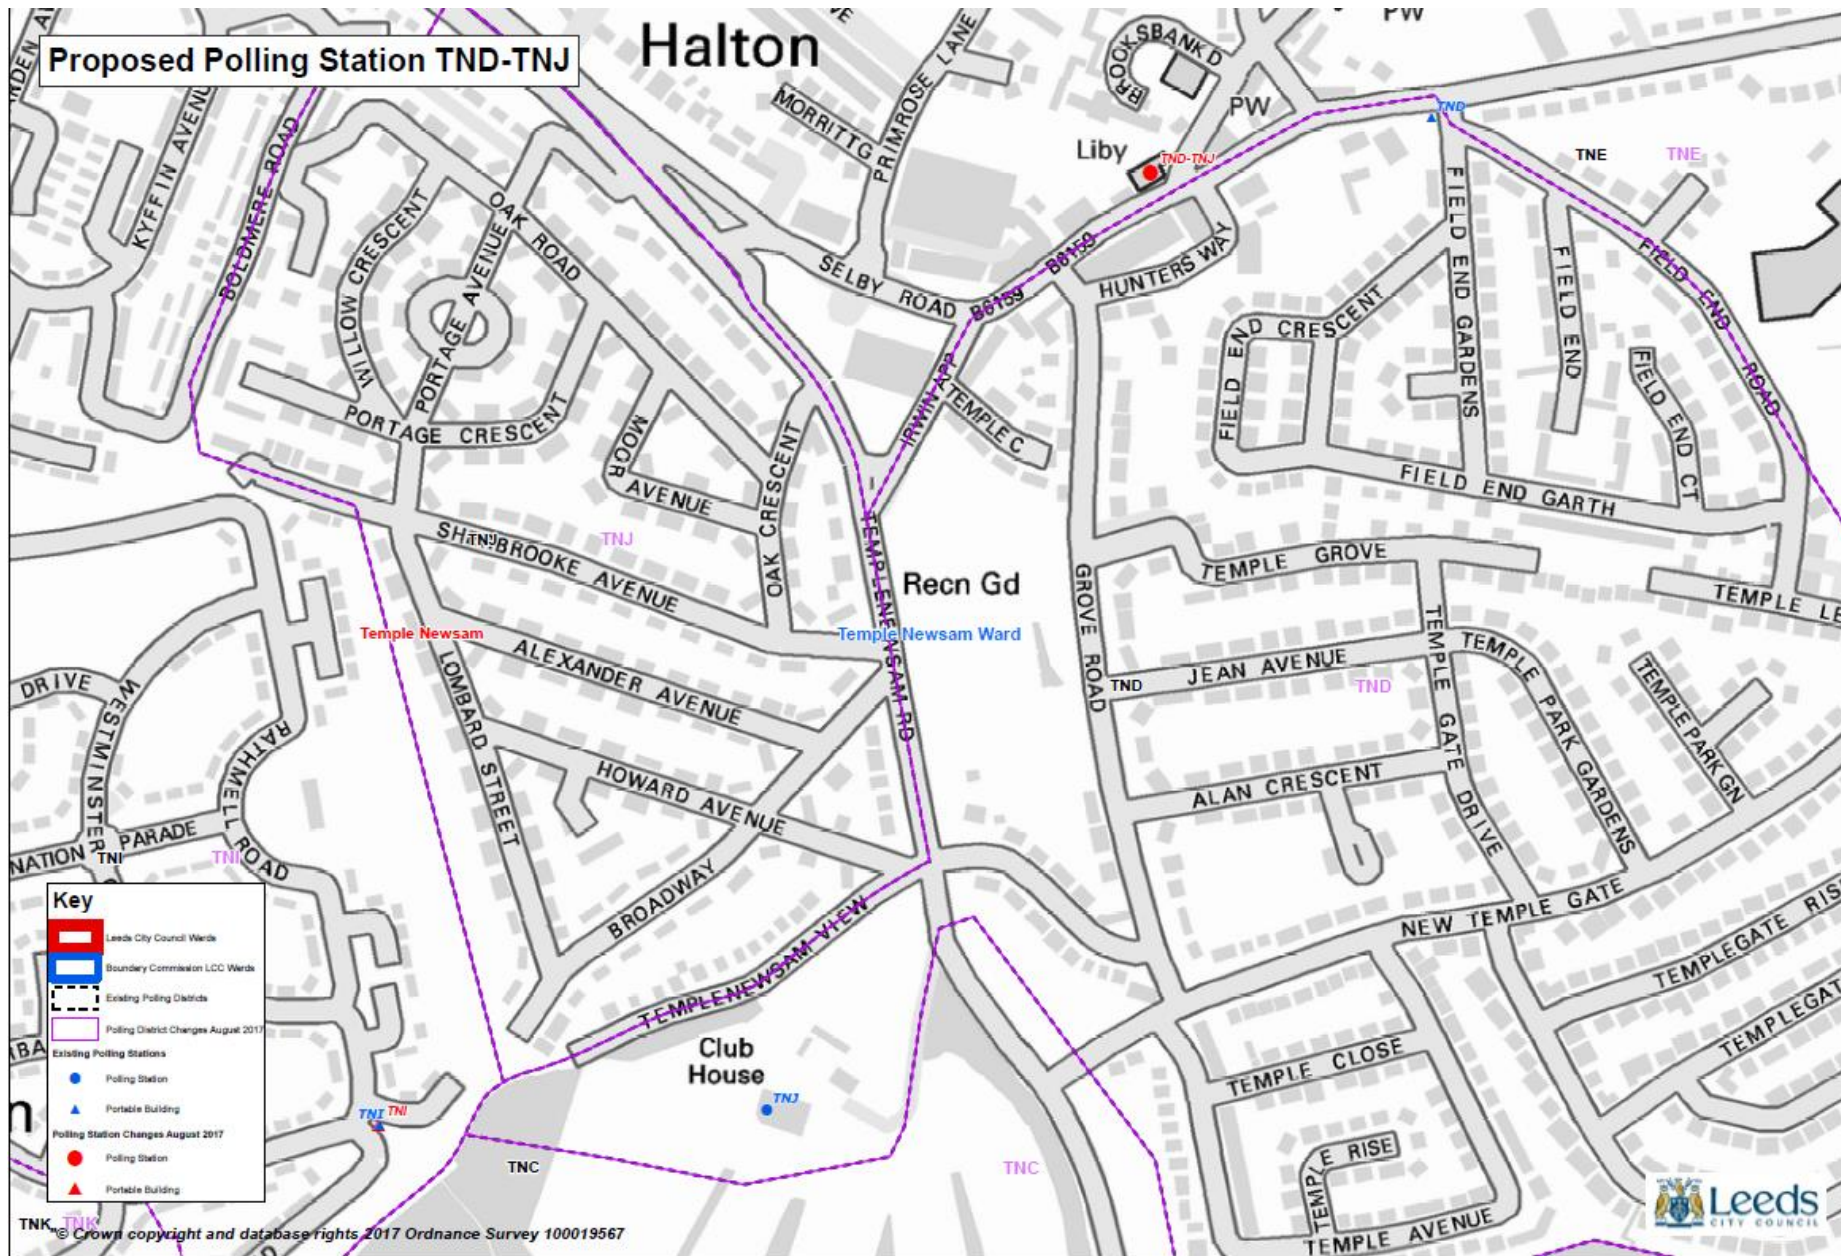 Proposed Polling Station TND-TNJ
Halton
PW
BROOKSBANK D
PW
Liby
TND-TNJ
TND
TNE
TNE
MORRITT G
PRIMROSE LANE
KYFFIN AVENUE
BOLDMERE ROAD
WILLOW CRESCENT
PORTAGE AVENUE
OAK ROAD
SELBY ROAD
B6159
B6159
HUNTERS WAY
FIELD END GARDENS
FIELD END
FIELD END ROAD
FIELD END CRESCENT
FIELD END CT
FIELD END GARTH
IRWIN APP
TEMPLE C
PORTAGE CRESCENT
MOOR AVENUE
OAK CRESCENT
SHERBROOKE AVENUE
TNJ
TNJ
TEMPLENEWSAM RD
Recn Gd
GROVE ROAD
TEMPLE GROVE
TEMPLE LE
Temple Newsam
Temple Newsam Ward
ALEXANDER AVENUE
LOMBARD STREET
JEAN AVENUE
TND
TND
TEMPLE GATE DRIVE
TEMPLE PARK GARDENS
TEMPLE PARK GN
DRIVE
WESTMINSTER
RATHMELL ROAD
HOWARD AVENUE
ALAN CRESCENT
NATION PARADE
TNI
TNI
BROADWAY
TEMPLENEWSAM VIEW
NEW TEMPLE GATE
TEMPLEGATE RISE
TEMPLEGAT
Club
House
TNJ
TEMPLE CLOSE
TEMPLE RISE
TEMPLE AVENUE
TNI TNI
TNC
TNC
Key
Leeds City Council Wards
Boundary Commission LCC Wards
Existing Polling Districts
Polling District Changes August 2017
Existing Polling Stations
Polling Station
Portable Building
Polling Station Changes August 2017
Polling Station
Portable Building
TNK TNK
"© Crown copyright and database rights 2017 Ordnance Survey 100019567
Leeds
CITY COUNCIL